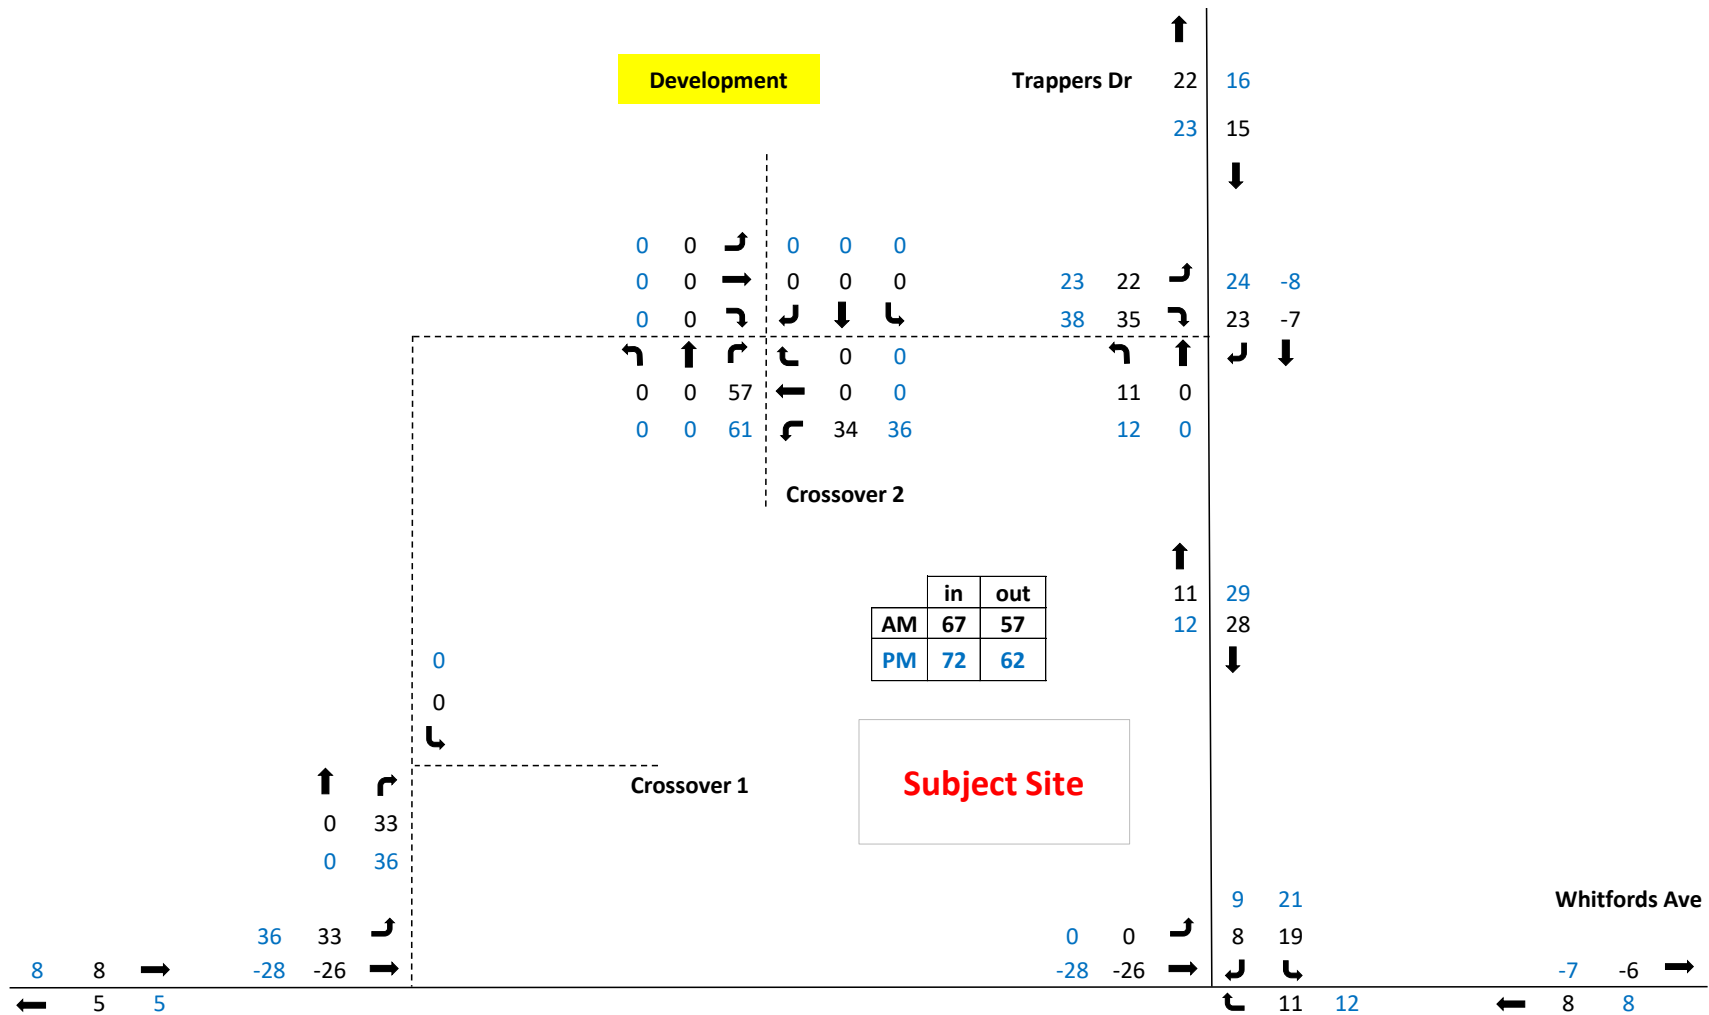 22 16
Development Trappers Dr
23 15
0 0 0 0 0
0 0 0 0 0 23 22 24 -8
0 0 38 35 23 -7
0 0
0 0 57 0 0 11 0
0 0 61 34 36 12 0
Crossover 2
in out
11 29
AM 67 57
12 28
PM 72 62
0
0
Crossover 1
Subject Site
0 33
0 36
9 21
Whitfords Ave
36 33 0 0 8 19
8 8 -28 -26 -28 -26 -7 -6
5 5 11 12 8 8